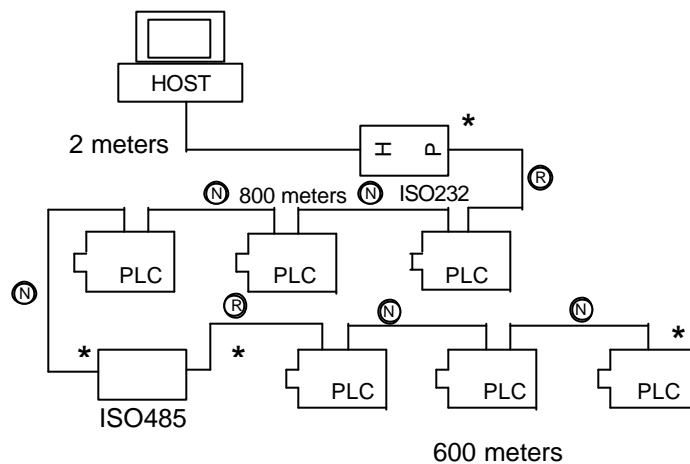 HOST
2 meters
*
H
P
ISO232
R
N
800 meters
N
PLC
PLC
PLC
N
R
N
N
*
*
*
ISO485
PLC
PLC
PLC
600 meters